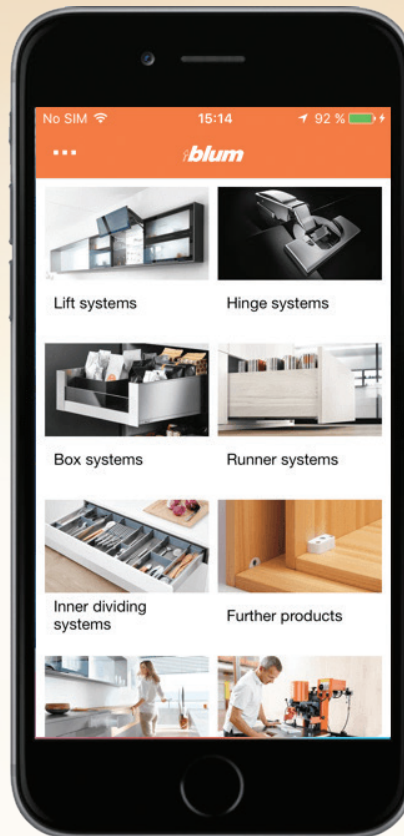 No SIM 15:14 92 %
blum
Lift systems Hinge systems
Box systems Runner systems
Inner dividing
systems Further products